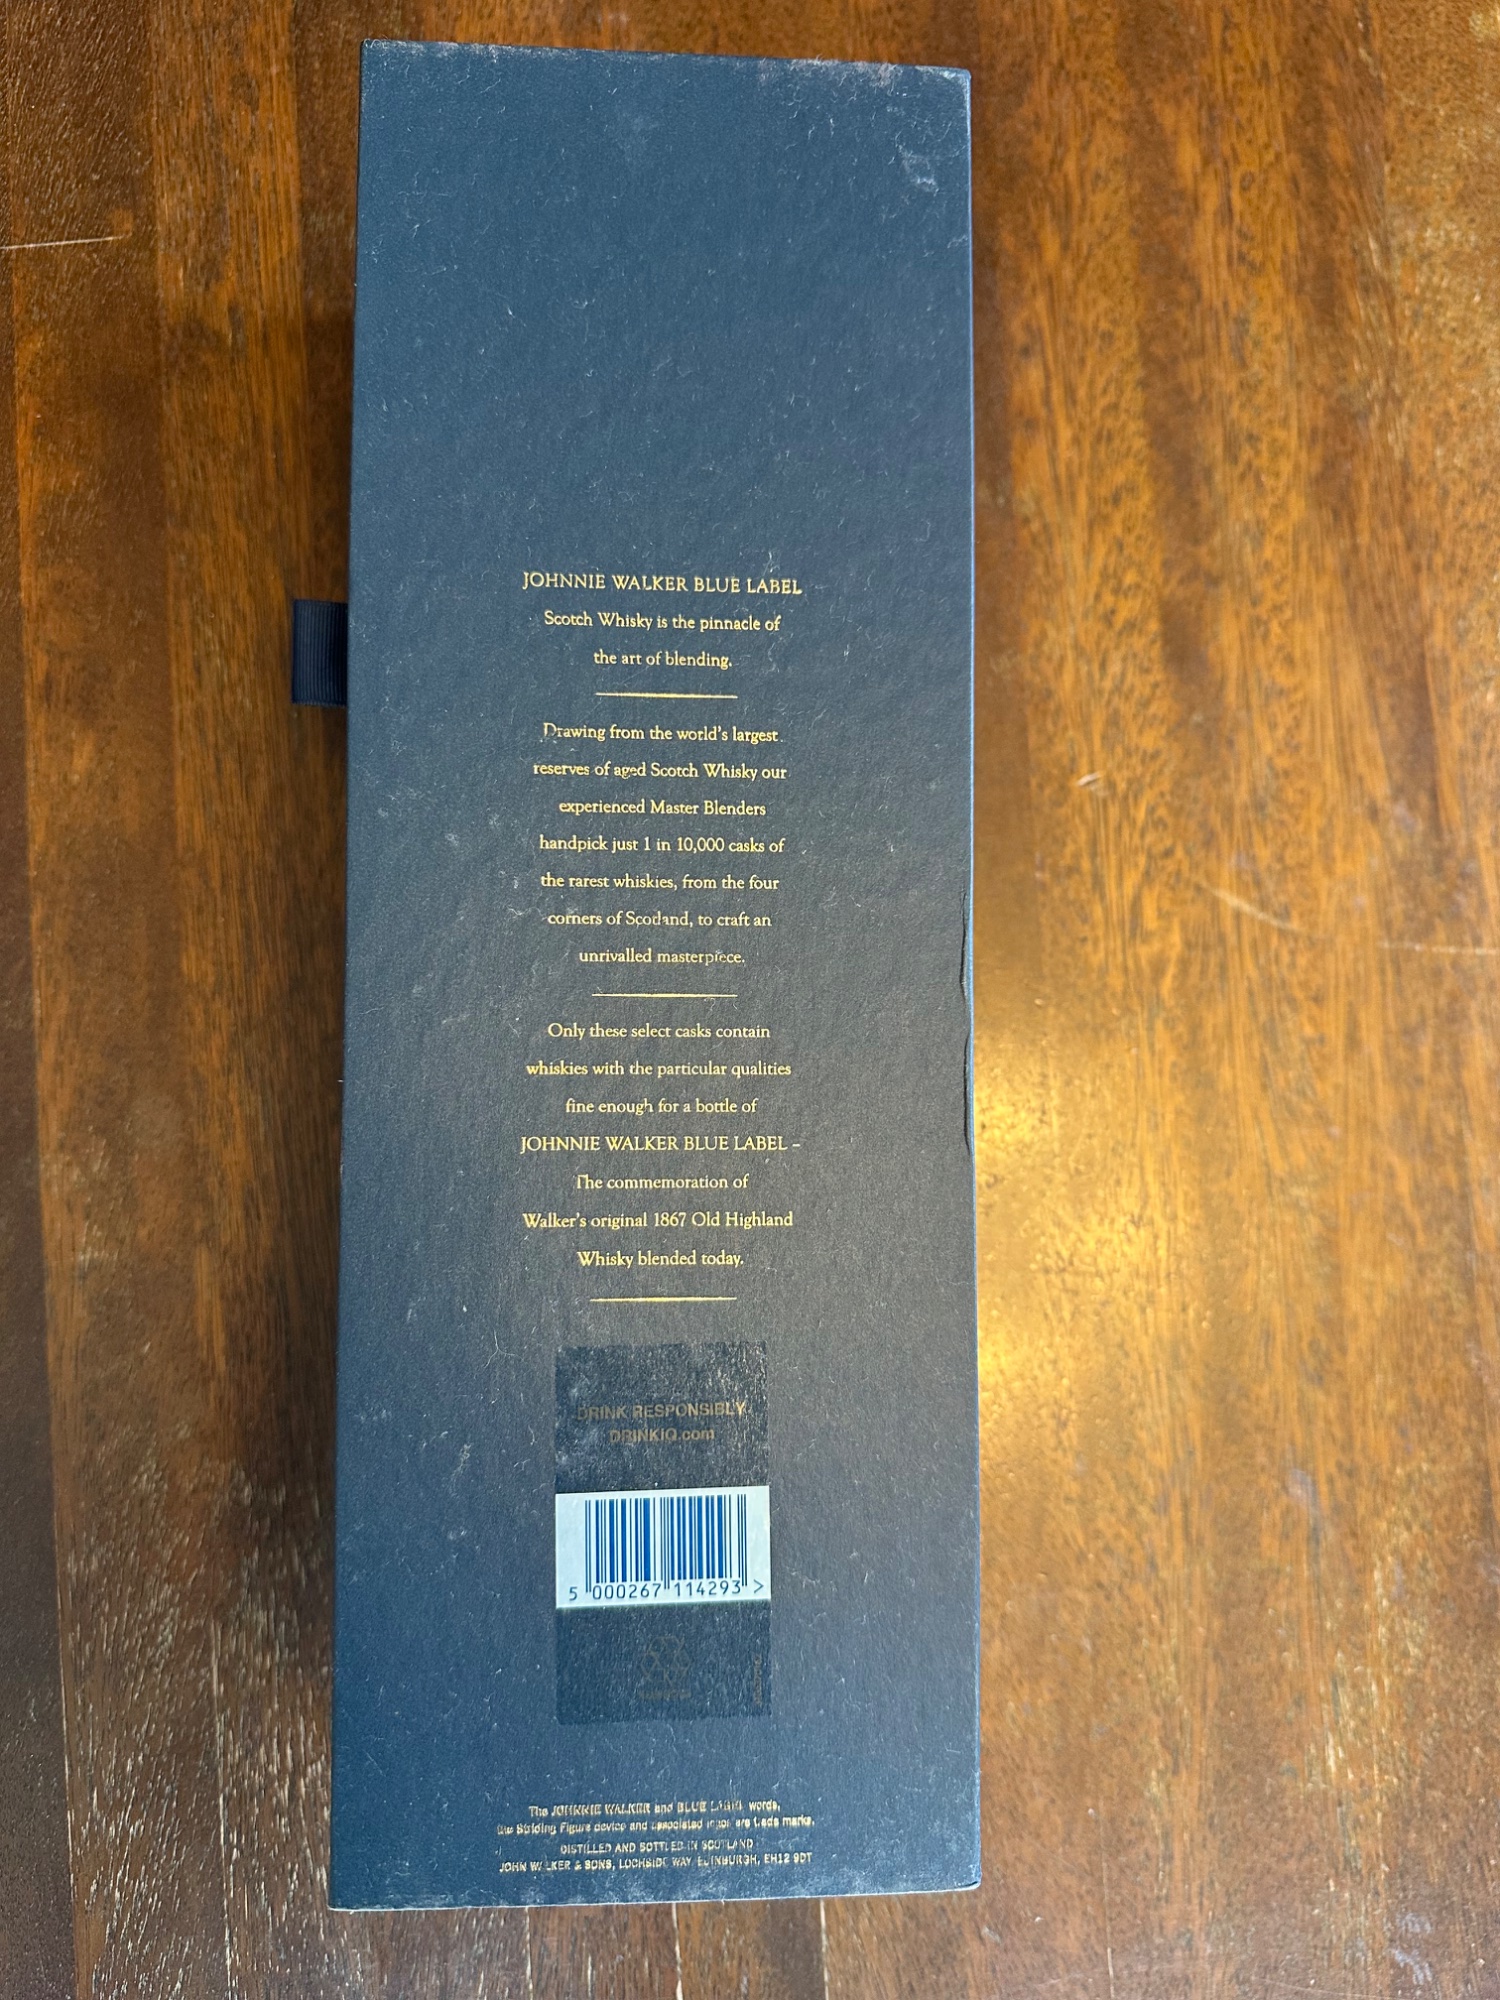 JOHNNIE WALKER BLUE LABEL
Scotch Whisky is the pinnacle of
the art of blending.
Drawing from the world's largest
reserves of aged Scotch Whisky our
experienced Master Blenders
handpick just 1 in 10,000 casks of
the rarest whiskies, from the four
corners of Scotland, to craft an
unrivalled masterpiece.
Only these select casks contain
whiskies with the particular qualities
fine enough for a bottle of
JOHNNIE WALKER BLUE LABEL –
The commemoration of
Walker's original 1867 Old Highland
Whisky blended today.
DRINK RESPONSIBLY
DRINKIQ.com
5 000267 114293 >
The JOHNNIE WALKER and BLUE LABEL words,
the Striding Figure device and associated logos are trade marks.
DISTILLED AND BOTTLED IN SCOTLAND
JOHN WALKER & SONS, LOCHSIDE WAY, EDINBURGH, EH12 9DT